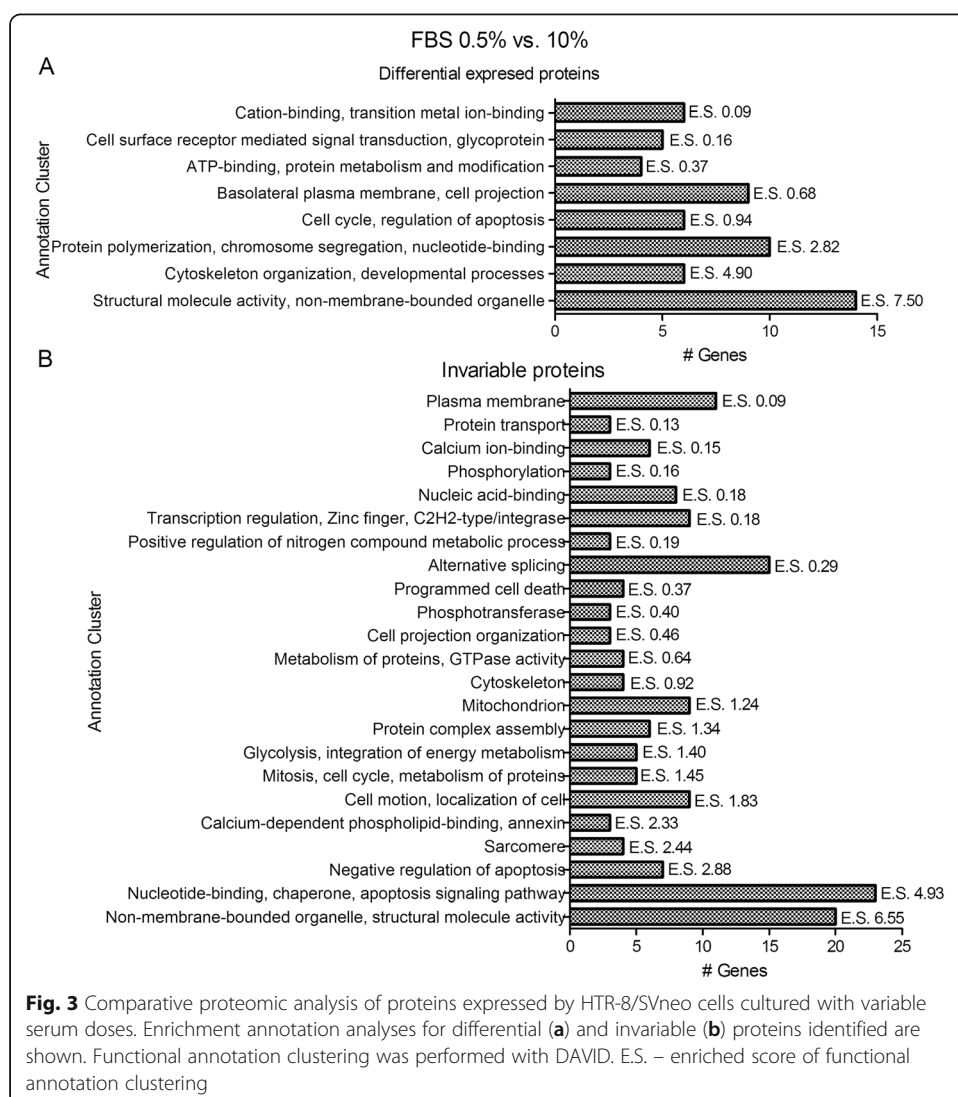 FBS 0.5% vs. 10%
A
Differential expresed proteins
Annotation Cluster
Cation-binding, transition metal ion-binding E.S. 0.09
Cell surface receptor mediated signal transduction, glycoprotein E.S. 0.16
ATP-binding, protein metabolism and modification E.S. 0.37
Basolateral plasma membrane, cell projection E.S. 0.68
Cell cycle, regulation of apoptosis E.S. 0.94
Protein polymerization, chromosome segregation, nucleotide-binding E.S. 2.82
Cytoskeleton organization, developmental processes E.S. 4.90
Structural molecule activity, non-membrane-bounded organelle E.S. 7.50
0 5 10 15
# Genes
B
Invariable proteins
Annotation Cluster
Plasma membrane E.S. 0.09
Protein transport E.S. 0.13
Calcium ion-binding E.S. 0.15
Phosphorylation E.S. 0.16
Nucleic acid-binding E.S. 0.18
Transcription regulation, Zinc finger, C2H2-type/integrase E.S. 0.18
Positive regulation of nitrogen compound metabolic process E.S. 0.19
Alternative splicing E.S. 0.29
Programmed cell death E.S. 0.37
Phosphotransferase E.S. 0.40
Cell projection organization E.S. 0.46
Metabolism of proteins, GTPase activity E.S. 0.64
Cytoskeleton E.S. 0.92
Mitochondrion E.S. 1.24
Protein complex assembly E.S. 1.34
Glycolysis, integration of energy metabolism E.S. 1.40
Mitosis, cell cycle, metabolism of proteins E.S. 1.45
Cell motion, localization of cell E.S. 1.83
Calcium-dependent phospholipid-binding, annexin E.S. 2.33
Sarcomere E.S. 2.44
Negative regulation of apoptosis E.S. 2.88
Nucleotide-binding, chaperone, apoptosis signaling pathway E.S. 4.93
Non-membrane-bounded organelle, structural molecule activity E.S. 6.55
0 5 10 15 20 25
# Genes
Fig. 3 Comparative proteomic analysis of proteins expressed by HTR-8/SVneo cells cultured with variable
serum doses. Enrichment annotation analyses for differential (a) and invariable (b) proteins identified are
shown. Functional annotation clustering was performed with DAVID. E.S. – enriched score of functional
annotation clustering